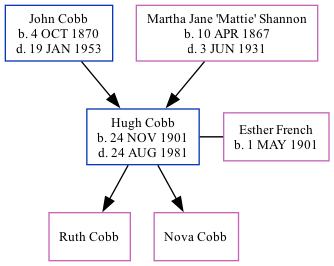 John Cobb
b. 4 OCT 1870
d. 19 JAN 1953
Martha Jane 'Mattie' Shannon
b. 10 APR 1867
d. 3 JUN 1931
Hugh Cobb
b. 24 NOV 1901
d. 24 AUG 1981
Esther French
b. 1 MAY 1901
Ruth Cobb
Nova Cobb